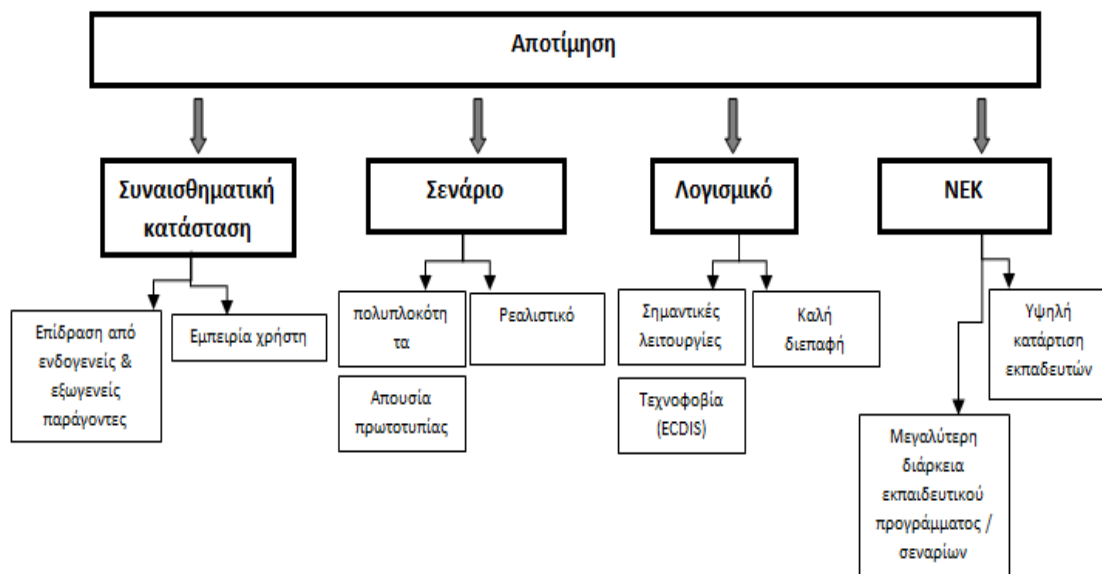 Αποτίμηση
Συναισθηματική
κατάσταση
Σενάριο
Λογισμικό
ΝΕΚ
Επίδραση από
ενδογενείς &
εξωγενείς
παράγοντες
Εμπειρία χρήστη
πολυπλοκότη
τα
Ρεαλιστικό
Απουσία
πρωτοτυπίας
Σημαντικές
λειτουργίες
Καλή
διεπαφή
Τεχνοφοβία
(ECDIS)
Υψηλή
κατάρτιση
εκπαδευτών
Μεγαλύτερη
διάρκεια
εκπαιδευτικού
προγράμματος /
σεναρίων